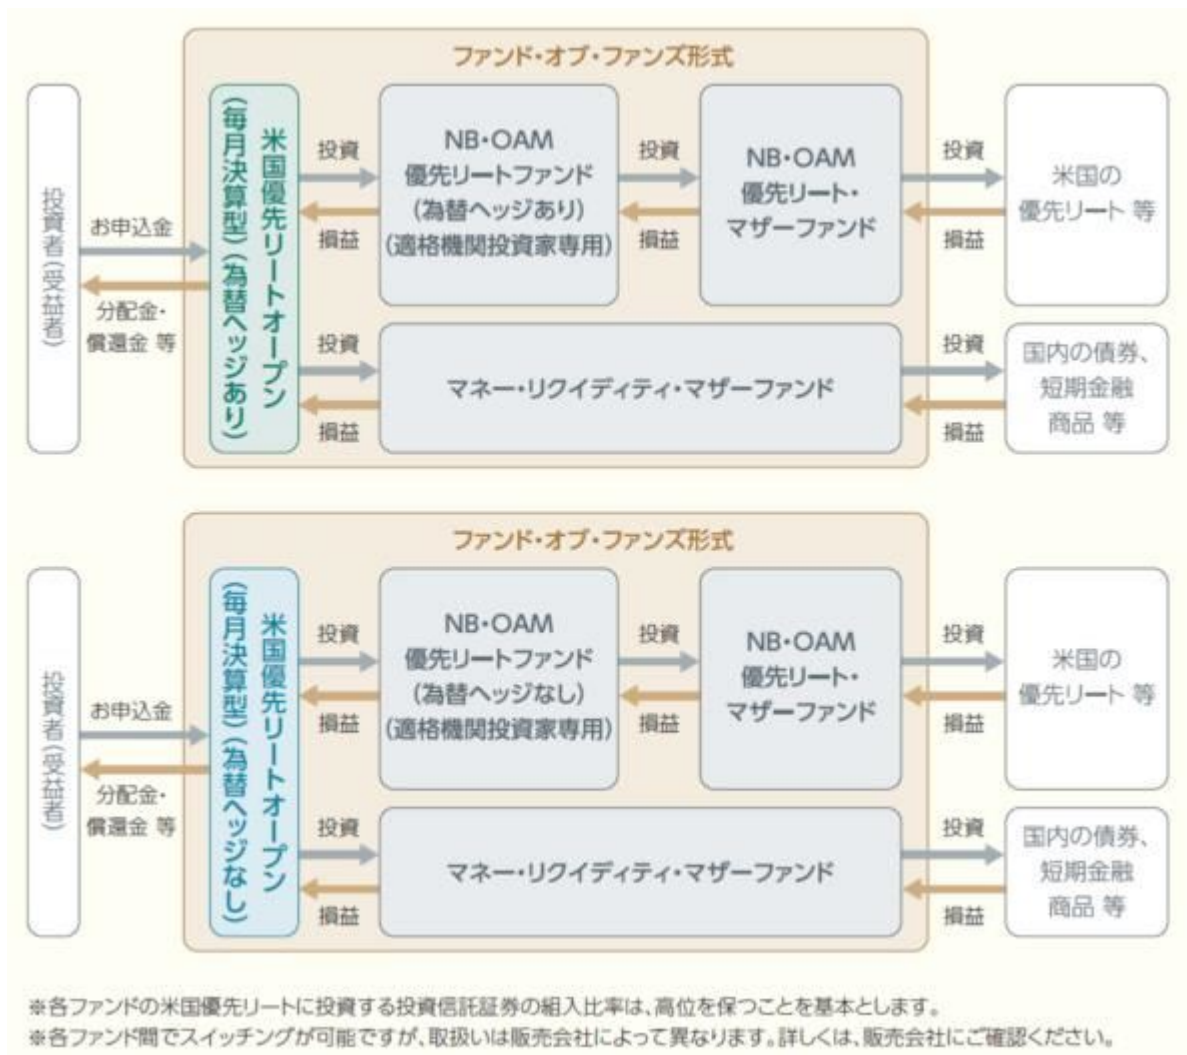 ファンド・オブ・ファンズ形式
投資者(受益者)
お申込金
分配金・
償還金 等
米国優先リートオープン
(毎月決算型)(為替ヘッジあり)
投資
損益
NB・OAM
優先リートファンド
(為替ヘッジあり)
(適格機関投資家専用)
投資
損益
NB・OAM
優先リート・
マザーファンド
投資
損益
米国の
優先リート 等
投資
損益
マネー・リクイディティ・マザーファンド
投資
損益
国内の債券、
短期金融
商品 等
ファンド・オブ・ファンズ形式
投資者(受益者)
お申込金
分配金・
償還金 等
米国優先リートオープン
(毎月決算型)(為替ヘッジなし)
投資
損益
NB・OAM
優先リートファンド
(為替ヘッジなし)
(適格機関投資家専用)
投資
損益
NB・OAM
優先リート・
マザーファンド
投資
損益
米国の
優先リート 等
投資
損益
マネー・リクイディティ・マザーファンド
投資
損益
国内の債券、
短期金融
商品 等
※各ファンドの米国優先リートに投資する投資信託証券の組入比率は、高位を保つことを基本とします。
※各ファンド間でスイッチングが可能ですが、取扱いは販売会社によって異なります。詳しくは、販売会社にご確認ください。